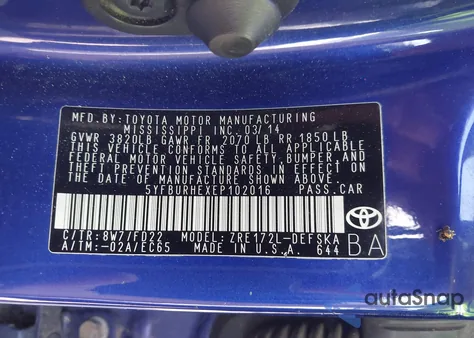 MFD.BY:TOYOTA MOTOR MANUFACTURING
MISSISSIPPI INC. 03/14
GVWR 3820LB GAWR FR 2070 LB RR 1850 LB
THIS VEHICLE CONFORMS TO ALL APPLICABLE
FEDERAL MOTOR VEHICLE SAFETY, BUMPER, AND
THEFT PREVENTION STANDARDS IN EFFECT ON
THE DATE OF MANUFACTURE SHOWN ABOVE.
5YFBURHEXEP102016 PASS.CAR
C/TR: 8W7/FD22 MODEL: ZRE172L-DEFSKA
A/TM: -02A/EC65 MADE IN U.S.A. 644
BA
autoSnap